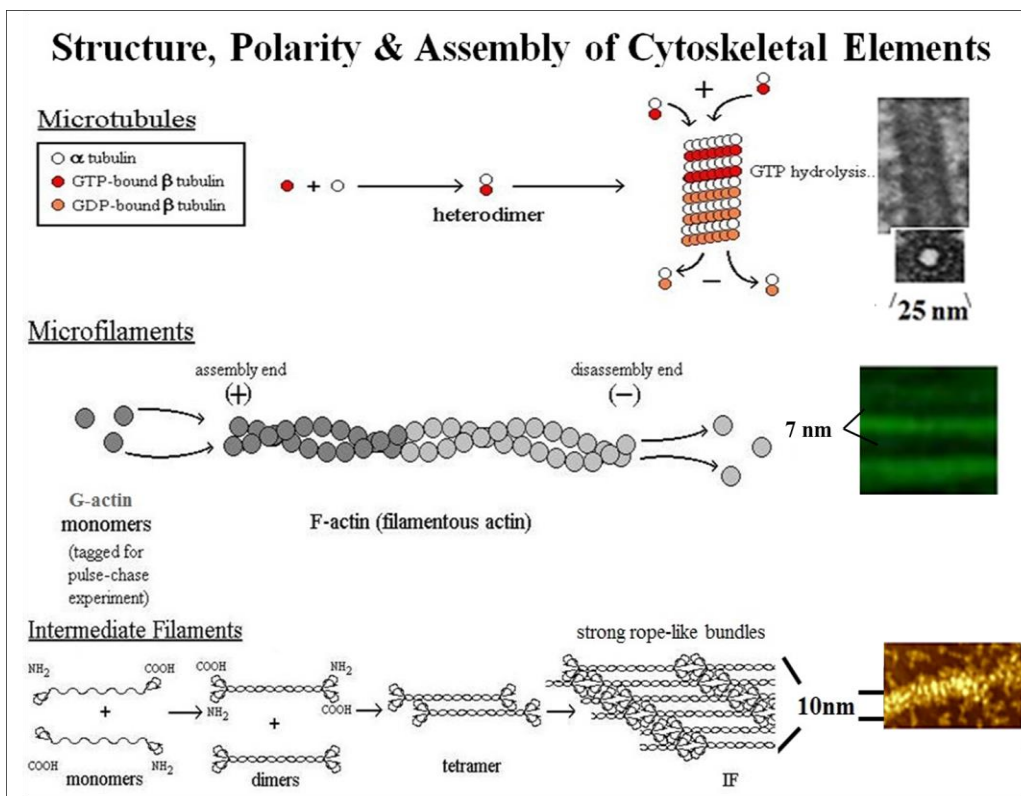 Structure, Polarity & Assembly of Cytoskeletal Elements
Microtubules
α tubulin
GTP-bound β tubulin
GDP-bound β tubulin
+
heterodimer
+
GTP hydrolysis..
−
25 nm
Microfilaments
assembly end
(+)
disassembly end
(−)
7 nm
G-actin
monomers
(tagged for
pulse-chase
experiment)
F-actin (filamentous actin)
Intermediate Filaments
strong rope-like bundles
NH2
COOH
+
COOH
NH2
monomers
COOH
NH2
NH2
COOH
+
dimers
tetramer
IF
10nm